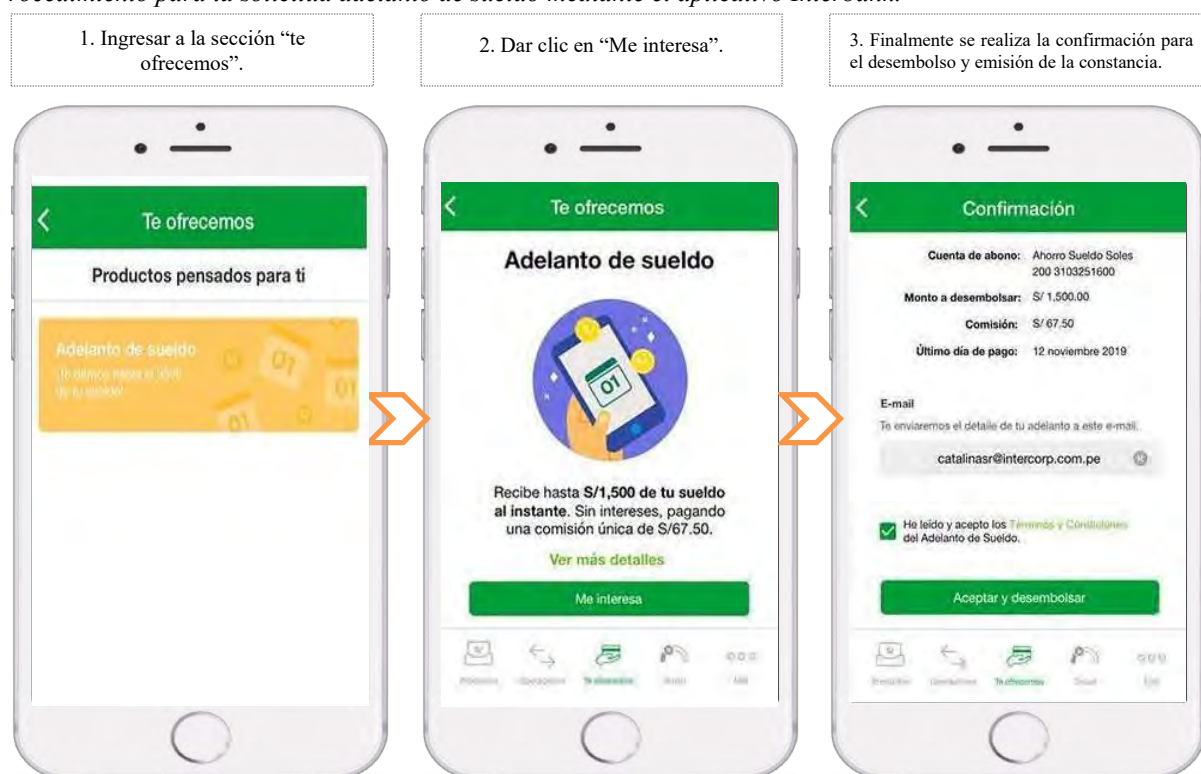 1. Ingresar a la sección “te
ofrecemos”.
2. Dar clic en “Me interesa”.
3. Finalmente se realiza la confirmación para
el desembolso y emisión de la constancia.
Te ofrecemos
Productos pensados para ti
Adelanto de sueldo
Te ofrecemos
Adelanto de sueldo
01
Recibe hasta S/1,500 de tu sueldo
al instante. Sin intereses, pagando
una comisión única de S/67.50.
Ver más detalles
Me interesa
Te ofrecemos
Confirmación
Cuenta de abono: Ahorro Sueldo Soles
200 3103251600
Monto a desembolsar: S/ 1,500.00
Comisión: S/ 67.50
Último día de pago: 12 noviembre 2019
E-mail
Te enviaremos el detalle de tu adelanto a este e-mail.
catalinasr@intercorp.com.pe
He leído y acepto los Términos y Condiciones
del Adelanto de Sueldo.
Aceptar y desembolsar
Te ofrecemos